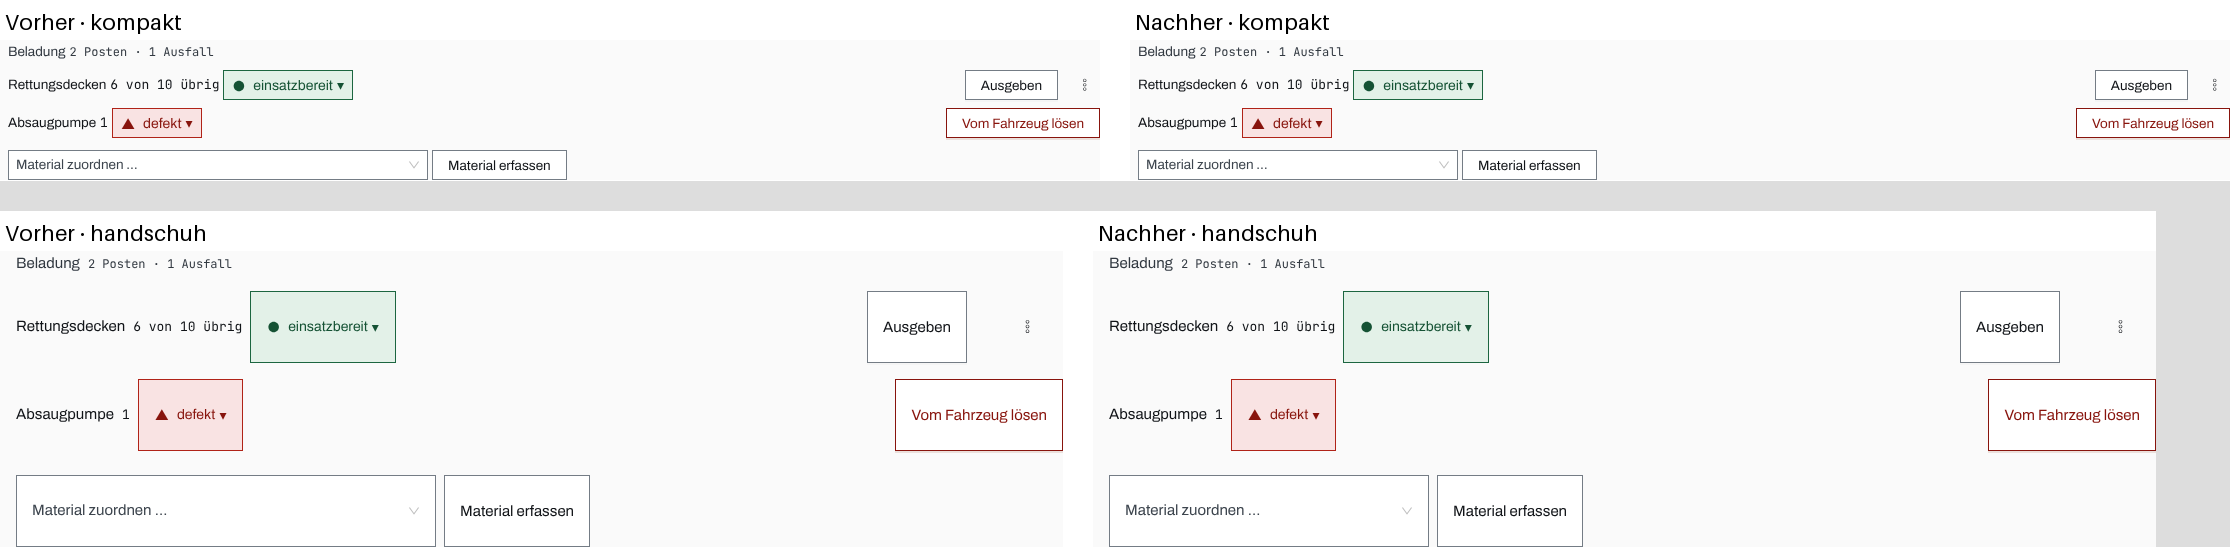 Vorher · kompakt
Beladung 2 Posten · 1 Ausfall
Rettungsdecken 6 von 10 übrig ● einsatzbereit ▾ Ausgeben
Absaugpumpe 1 ▲ defekt ▾ Vom Fahrzeug lösen
Material zuordnen ... Material erfassen
Nachher · kompakt
Beladung 2 Posten · 1 Ausfall
Rettungsdecken 6 von 10 übrig ● einsatzbereit ▾ Ausgeben
Absaugpumpe 1 ▲ defekt ▾ Vom Fahrzeug lösen
Material zuordnen ... Material erfassen
Vorher · handschuh
Beladung 2 Posten · 1 Ausfall
Rettungsdecken 6 von 10 übrig ● einsatzbereit ▾ Ausgeben
Absaugpumpe 1 ▲ defekt ▾ Vom Fahrzeug lösen
Material zuordnen ... Material erfassen
Nachher · handschuh
Beladung 2 Posten · 1 Ausfall
Rettungsdecken 6 von 10 übrig ● einsatzbereit ▾ Ausgeben
Absaugpumpe 1 ▲ defekt ▾ Vom Fahrzeug lösen
Material zuordnen ... Material erfassen